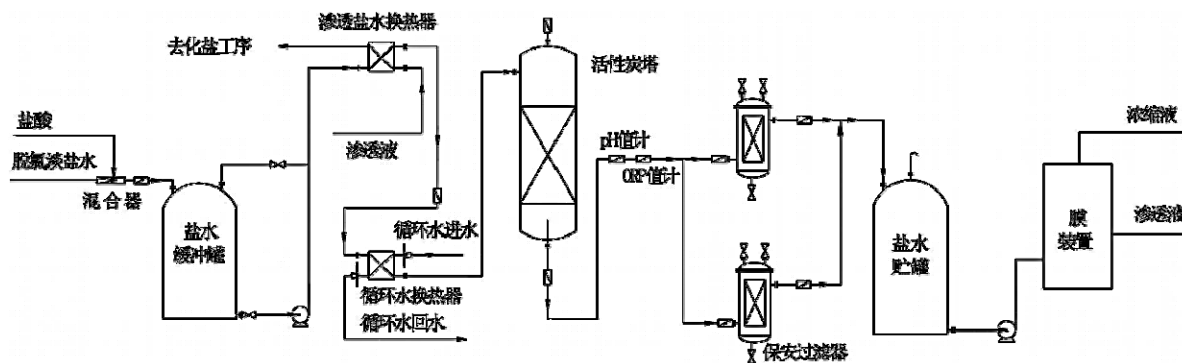 渗透盐水换热器
去化盐工序
活性炭塔
盐酸
脱氯淡盐水
混合器
盐水
缓冲罐
渗透液
循环水进水
循环水换热器
循环水回水
pH值计
ORP值计
保安过滤器
盐水
贮罐
浓缩液
膜
装置
渗透液